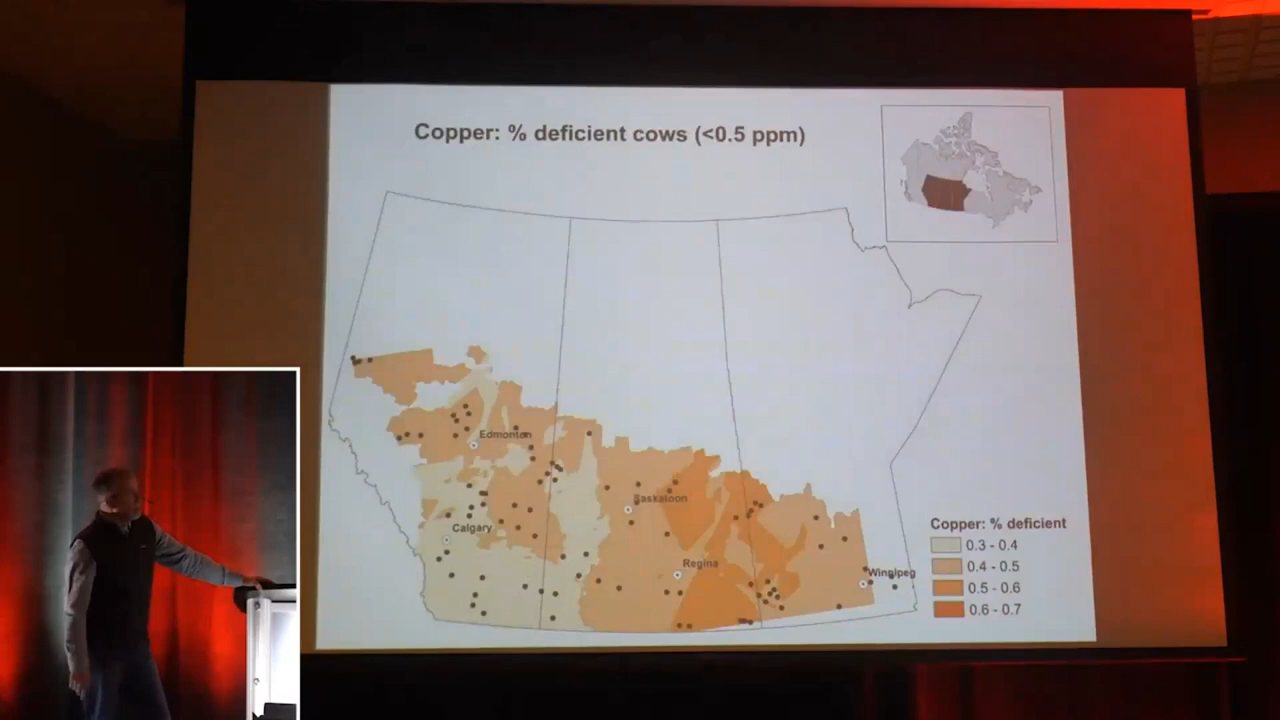 Copper: % deficient cows (<0.5 ppm)
Edmonton
Saskatoon
Calgary
Regina
Winnipeg
Copper: % deficient
0.3 - 0.4
0.4 - 0.5
0.5 - 0.6
0.6 - 0.7